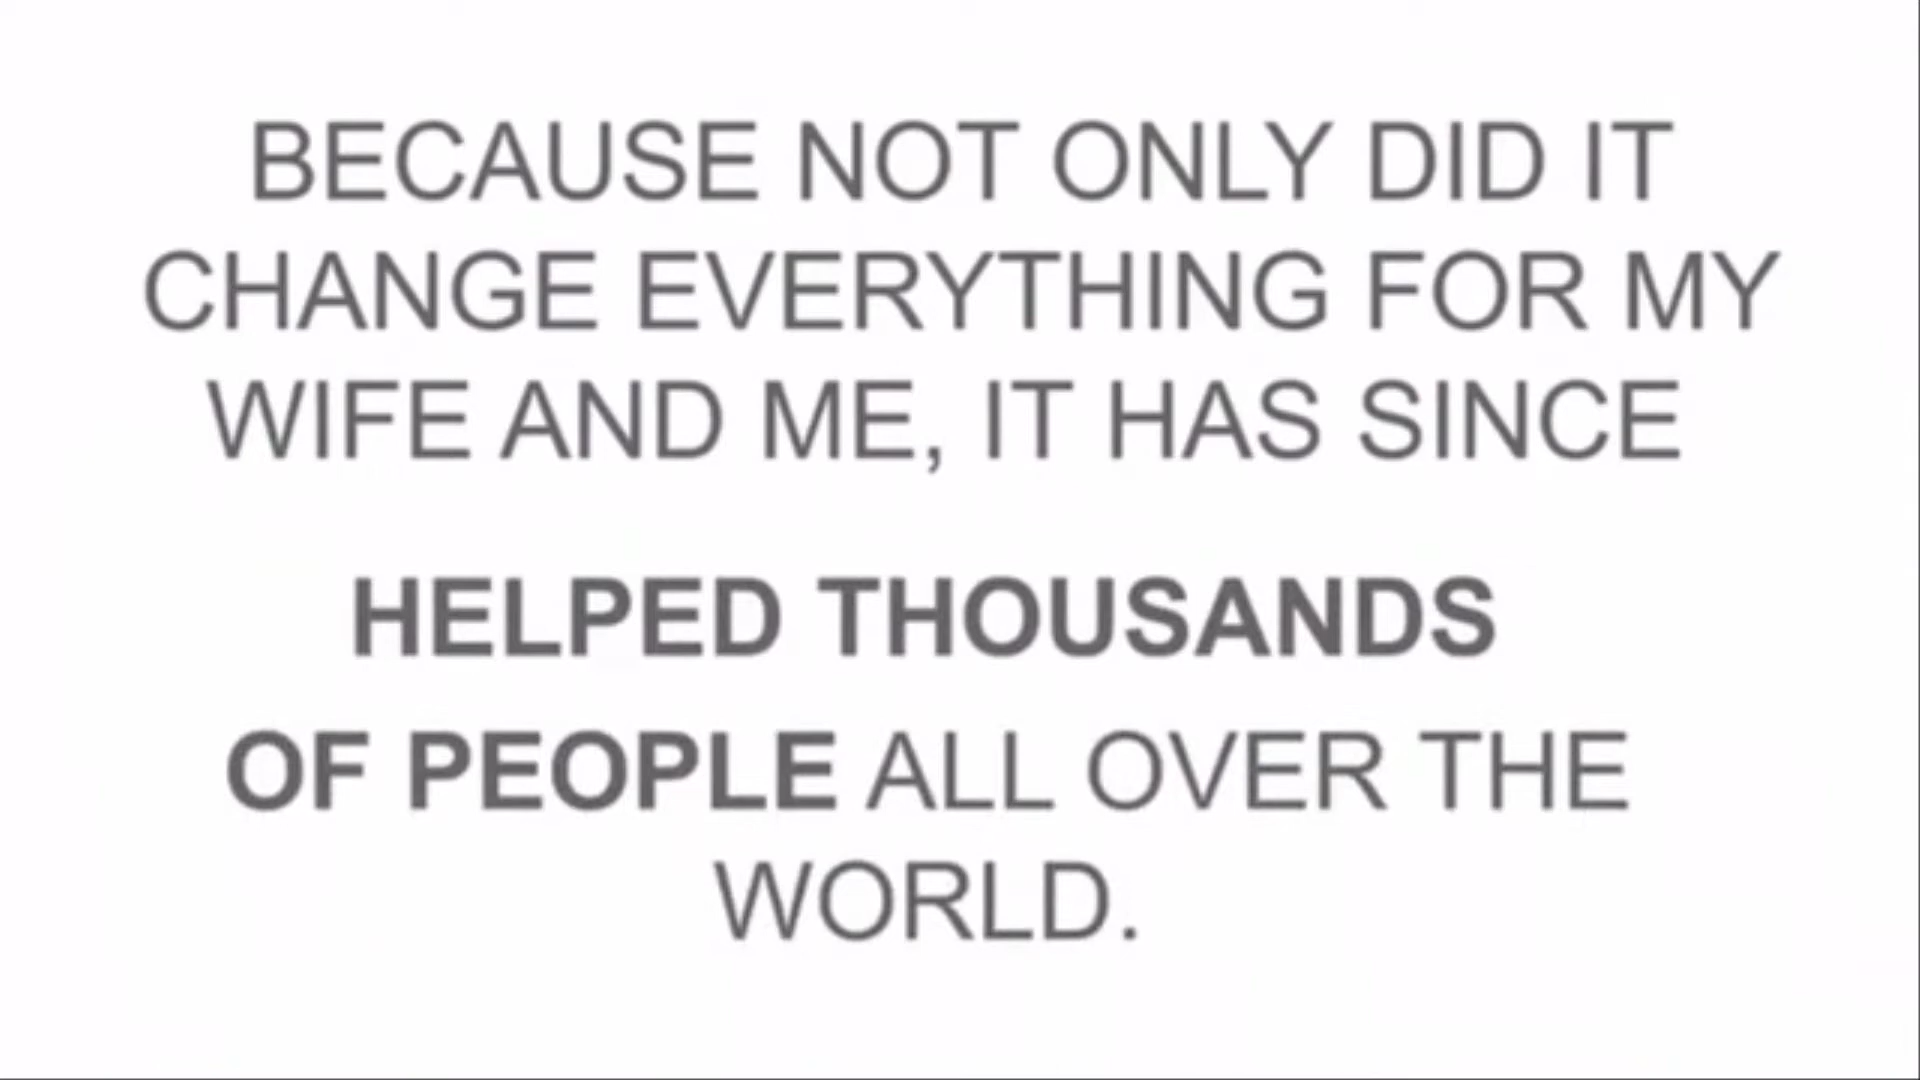 BECAUSE NOT ONLY DID IT
CHANGE EVERYTHING FOR MY
WIFE AND ME, IT HAS SINCE
HELPED THOUSANDS
OF PEOPLE ALL OVER THE
WORLD.